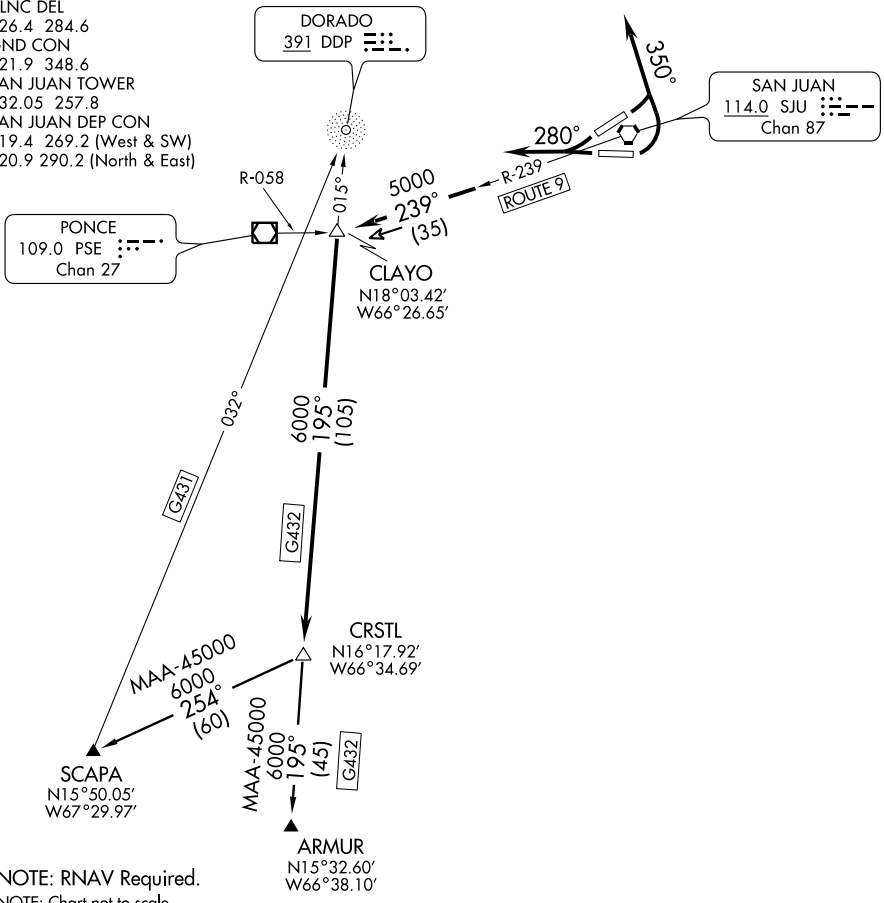 LNC DEL
26.4 284.6
ND CON
21.9 348.6
AN JUAN TOWER
32.05 257.8
AN JUAN DEP CON
19.4 269.2 (West & SW)
20.9 290.2 (North & East)
DORADO
391 DDP
SAN JUAN
114.0 SJU
Chan 87
350°
280°
R-239
ROUTE 9
5000
239°
(35)
R-058
015°
PONCE
109.0 PSE
Chan 27
CLAYO
N18°03.42'
W66°26.65'
032°
G431
6000
195°
(105)
G432
CRSTL
N16°17.92'
W66°34.69'
MAA-45000
6000
254°
(60)
MAA-45000
6000
195°
(45)
G432
SCAPA
N15°50.05'
W67°29.97'
ARMUR
N15°32.60'
W66°38.10'
NOTE: RNAV Required.
NOTE: Chart not to scale